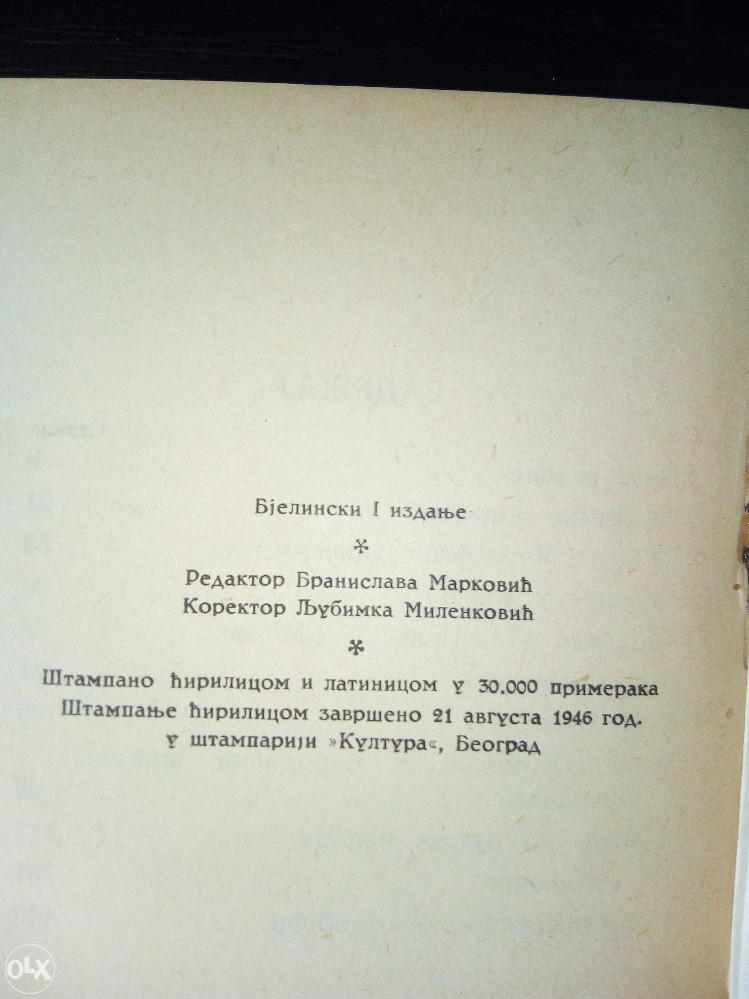 Бјелински I издање
*
Редактор Бранислава Марковић
Коректор Љубимка Миленковић
*
Штампано ћирилицом и латиницом у 30.000 примерака
Штампање ћирилицом завршено 21 августа 1946 год.
у штампарији »Култура«, Београд
OLX